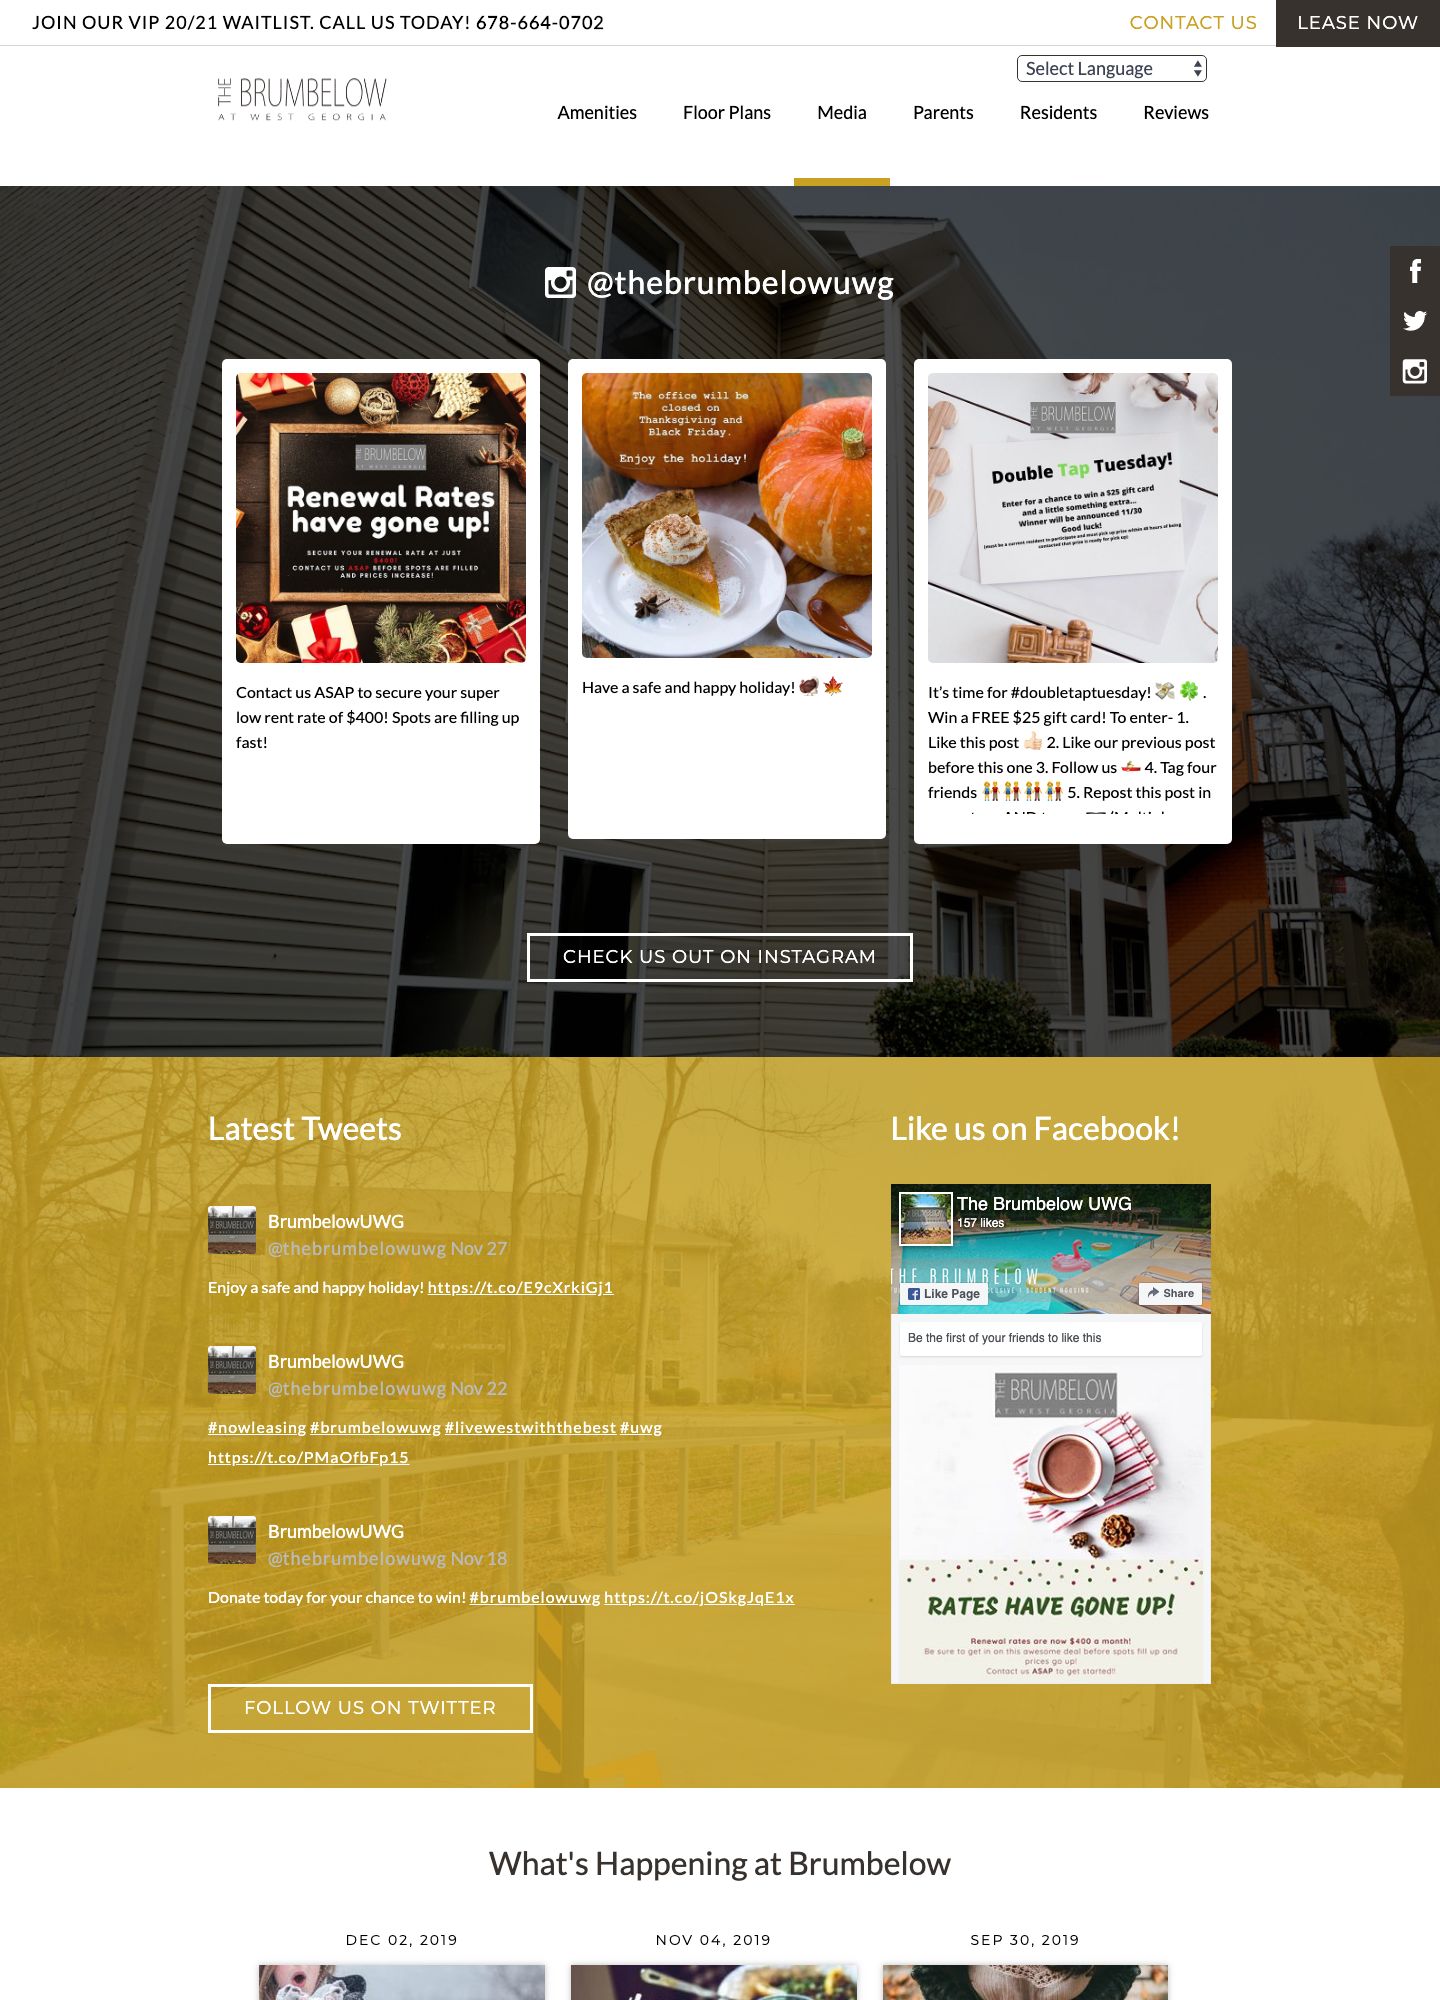 JOIN OUR VIP 20/21 WAITLIST. CALL US TODAY! 678-664-0702
CONTACT US
LEASE NOW
Select Language
THE BRUMBELOW
AT WEST GEORGIA
Amenities
Floor Plans
Media
Parents
Residents
Reviews
@thebrumbelowuwg
THE BRUMBELOW
AT WEST GEORGIA
Renewal Rates
have gone up!
SECURE YOUR RENEWAL RATE AT JUST
$400!
CONTACT US ASAP BEFORE SPOTS ARE FILLED
AND PRICES INCREASE!
Contact us ASAP to secure your super
low rent rate of $400! Spots are filling up
fast!
The office will be
closed on
Thanksgiving and
Black Friday.
Enjoy the holiday!
Have a safe and happy holiday! 🦃 🍁
THE BRUMBELOW
AT WEST GEORGIA
Double Tap Tuesday!
Enter for a chance to win a $25 gift card
and a little something extra...
Winner will be announced 11/30
Good luck!
(must be a current resident to participate and must pick up prize within 48 hours of being
contacted that prize is ready for pick up)
It’s time for #doubletaptuesday! 💸 🍀 .
Win a FREE $25 gift card! To enter- 1.
Like this post 👍🏻 2. Like our previous post
before this one 3. Follow us 🚤 4. Tag four
friends 👫 👫 👫 👫 5. Repost this post in
CHECK US OUT ON INSTAGRAM
Latest Tweets
BrumbelowUWG
@thebrumbelowuwg Nov 27
Enjoy a safe and happy holiday! https://t.co/E9cXrkiGj1
BrumbelowUWG
@thebrumbelowuwg Nov 22
#nowleasing #brumbelowuwg #livewestwiththebest #uwg
https://t.co/PMaOfbFp15
BrumbelowUWG
@thebrumbelowuwg Nov 18
Donate today for your chance to win! #brumbelowuwg https://t.co/jOSkgJqE1x
FOLLOW US ON TWITTER
Like us on Facebook!
The Brumbelow UWG
157 likes
THE BRUMBELOW
STUDENT HOUSING
Like Page
Share
Be the first of your friends to like this
THE BRUMBELOW
AT WEST GEORGIA
RATES HAVE GONE UP!
Renewal rates are now $400 a month!
Be sure to get in on this awesome deal before spots fill up and
prices go up!
Contact us ASAP to get started!!
What's Happening at Brumbelow
DEC 02, 2019
NOV 04, 2019
SEP 30, 2019